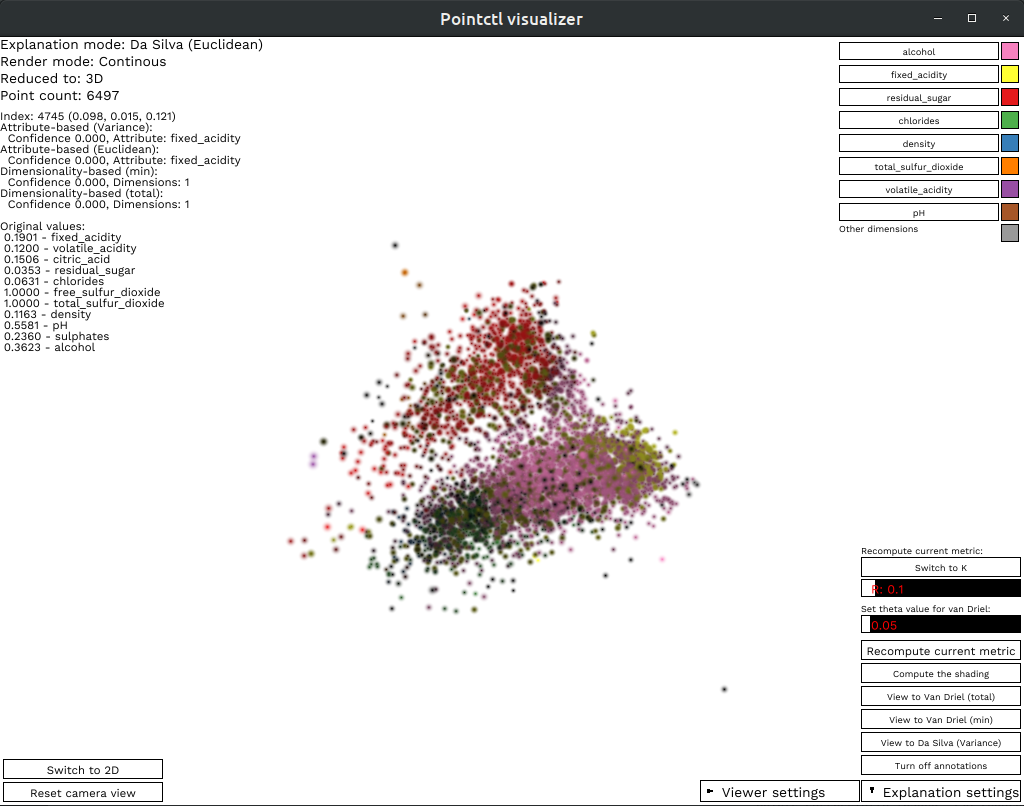 Pointctl visualizer
Explanation mode: Da Silva (Euclidean)
Render mode: Continous
Reduced to: 3D
Point count: 6497
Index: 4745 (0.098, 0.015, 0.121)
Attribute-based (Variance):
Confidence 0.000, Attribute: fixed_acidity
Attribute-based (Euclidean):
Confidence 0.000, Attribute: fixed_acidity
Dimensionality-based (min):
Confidence 0.000, Dimensions: 1
Dimensionality-based (total):
Confidence 0.000, Dimensions: 1
Original values:
0.1901 - fixed_acidity
0.1200 - volatile_acidity
0.1506 - citric_acid
0.0353 - residual_sugar
0.0631 - chlorides
1.0000 - free_sulfur_dioxide
1.0000 - total_sulfur_dioxide
0.1163 - density
0.5581 - pH
0.2360 - sulphates
0.3623 - alcohol
alcohol
fixed_acidity
residual_sugar
chlorides
density
total_sulfur_dioxide
volatile_acidity
pH
Other dimensions
Recompute current metric:
Switch to K
R: 0.1
Set theta value for van Driel:
0.05
Recompute current metric
Compute the shading
View to Van Driel (total)
View to Van Driel (min)
View to Da Silva (Variance)
Turn off annotations
Switch to 2D
Reset camera view
Viewer settings
Explanation settings